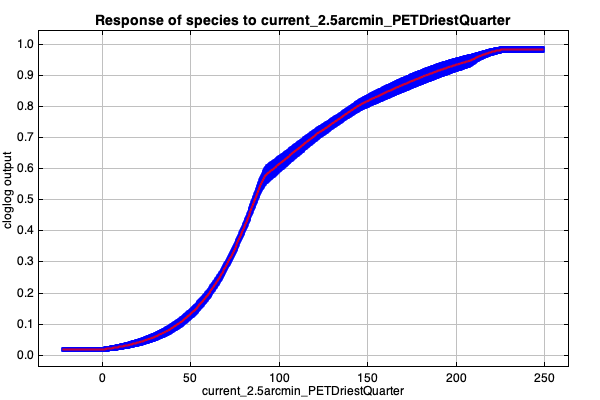 Response of species to current_2.5arcmin_PETDriestQuarter
1.0
0.9
0.8
0.7
0.6
0.5
0.4
0.3
0.2
0.1
0.0
cloglog output
0 50 100 150 200 250
current_2.5arcmin_PETDriestQuarter